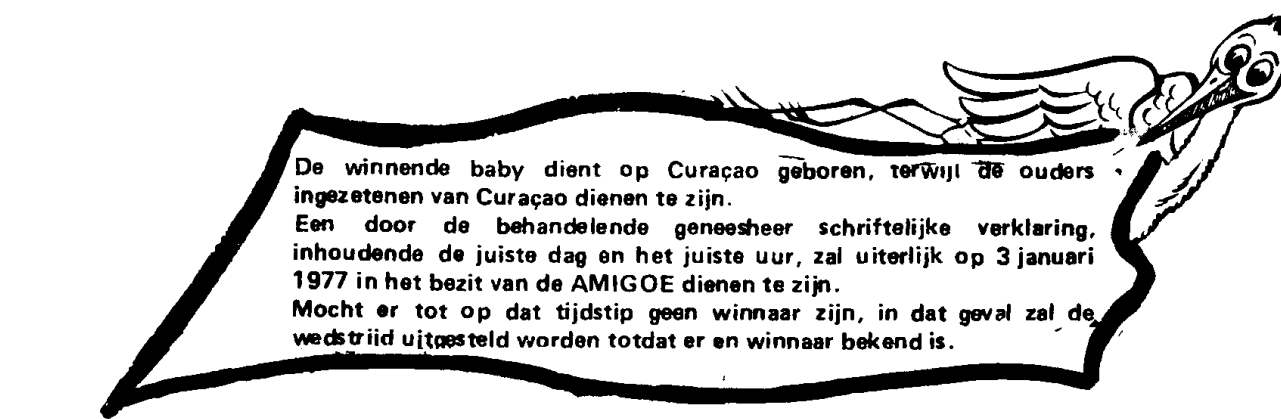 De winnende baby dient op Curaçao geboren, terwijl de ouders
ingezetenen van Curaçao dienen te zijn.
Een door de behandelende geneesheer schriftelijke verklaring,
inhoudende de juiste dag en het juiste uur, zal uiterlijk op 3 januari
1977 in het bezit van de AMIGOE dienen te zijn.
Mocht er tot op dat tijdstip geen winnaar zijn, in dat geval zal de
wedstrijd uitgesteld worden totdat er en winnaar bekend is.